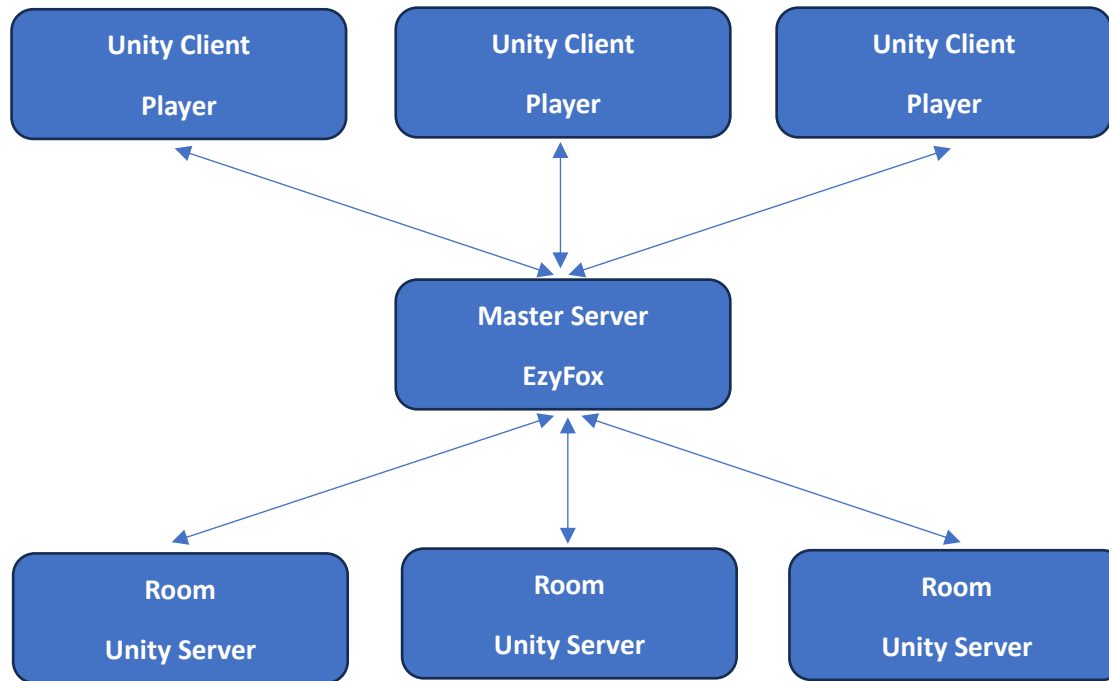 Unity Client
Player
Unity Client
Player
Unity Client
Player
Master Server
EzyFox
Room
Unity Server
Room
Unity Server
Room
Unity Server